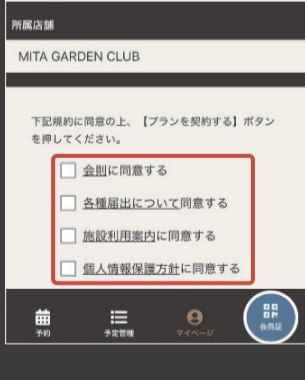 所属店舗
MITA GARDEN CLUB
下記規約に同意の上、【プランを契約する】ボタン
を押してください。
会則に同意する
各種届出について同意する
施設利用案内に同意する
個人情報保護方針に同意する
予約 予定管理 マイページ 会員証